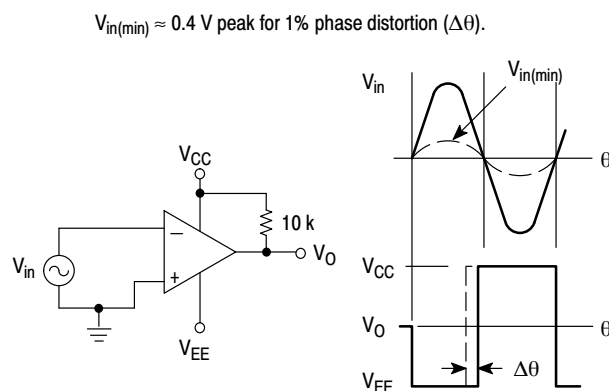 Vin(min) ≈ 0.4 V peak for 1% phase distortion (Δθ).
Vin
Vin(min)
θ
VCC
10 k
−
+
VO
Vin
VEE
VCC
VO
θ
VEE
Δθ